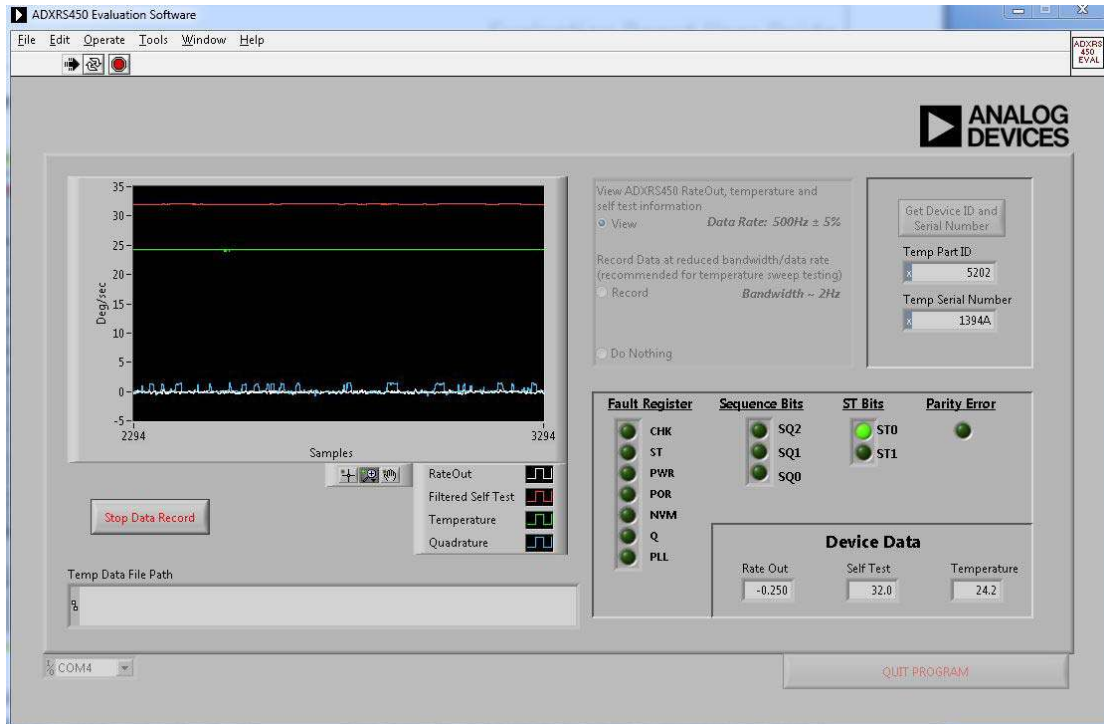 ADXRS450 Evaluation Software
File Edit Operate Tools Window Help
ADXRS
450
EVAL
ANALOG
DEVICES
35
30
25
20
15
10
5
0
-5
Deg/sec
2294 3294
Samples
RateOut
Filtered Self Test
Temperature
Quadrature
Stop Data Record
Temp Data File Path
COM4
View ADXRS450 RateOut, temperature and
self test information
View Data Rate: 500Hz ± 5%
Record Data at reduced bandwidth/data rate
(recommended for temperature sweep testing)
Record Bandwidth ~ 2Hz
Do Nothing
Get Device ID and
Serial Number
Temp Part ID
x 5202
Temp Serial Number
x 1394A
Fault Register
CHK
ST
PWR
POR
NVM
Q
PLL
Sequence Bits
SQ2
SQ1
SQ0
ST Bits
ST0
ST1
Parity Error
Device Data
Rate Out Self Test Temperature
-0.250 32.0 24.2
QUIT PROGRAM